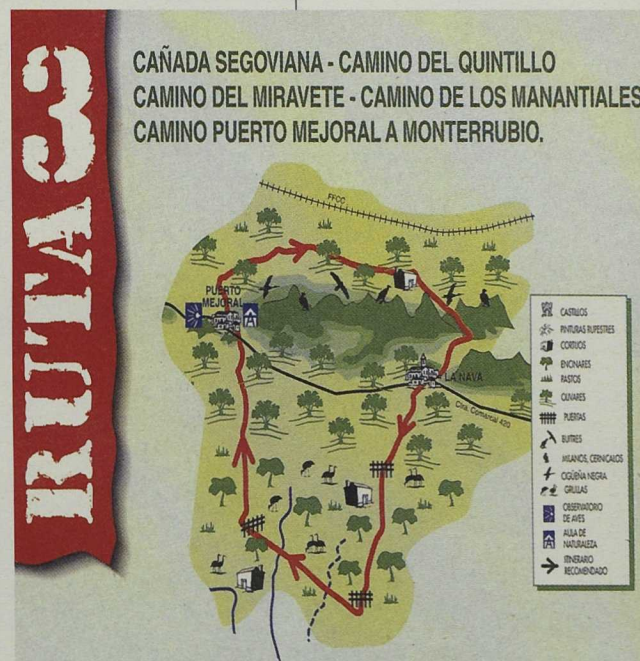 RUTA 3
CAÑADA SEGOVIANA - CAMINO DEL QUINTILLO
CAMINO DEL MIRAVETE - CAMINO DE LOS MANANTIALES
CAMINO PUERTO MEJORAL A MONTERRUBIO.
FFCC
PUERTO
MEJORAL
LA NAVA
Ctra. Comarcal 420
CASTILLOS
PINTURAS RUPESTRES
CORTIJOS
ENCINARES
PASTOS
OLIVARES
PUERTAS
BUITRES
MILANOS, CERNICALOS
CIGÜEÑA NEGRA
GRULLAS
OBSERVATORIO
DE AVES
AULA DE
NATURALEZA
ITINERARIO
RECOMENDADO